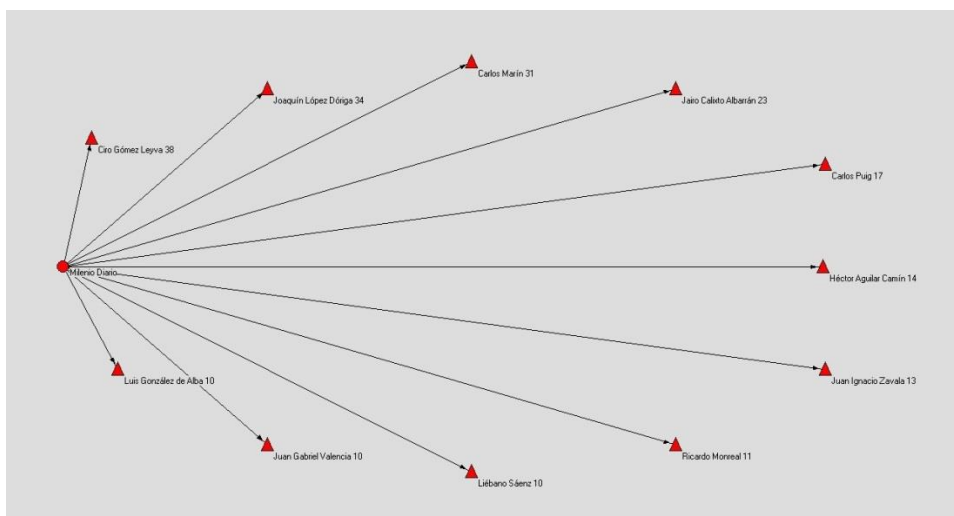 Carlos Marín 31
Joaquín López Dóriga 34
Jairo Calixto Albarrán 23
Ciro Gómez Leyva 38
Carlos Puig 17
Milenio Diario
Héctor Aguilar Camín 14
Luis González de Alba 10
Juan Ignacio Zavala 13
Juan Gabriel Valencia 10
Ricardo Monreal 11
Liébano Sáenz 10